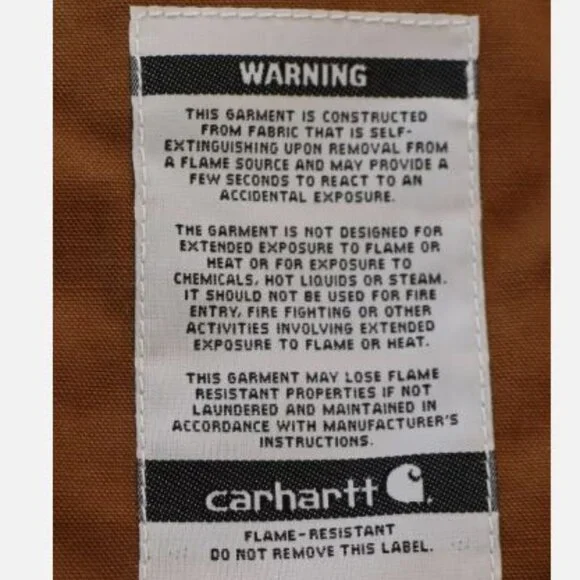 WARNING
THIS GARMENT IS CONSTRUCTED
FROM FABRIC THAT IS SELF-
EXTINGUISHING UPON REMOVAL FROM
A FLAME SOURCE AND MAY PROVIDE A
FEW SECONDS TO REACT TO AN
ACCIDENTAL EXPOSURE.
THE GARMENT IS NOT DESIGNED FOR
EXTENDED EXPOSURE TO FLAME OR
HEAT OR FOR EXPOSURE TO
CHEMICALS, HOT LIQUIDS OR STEAM.
IT SHOULD NOT BE USED FOR FIRE
ENTRY, FIRE FIGHTING OR OTHER
ACTIVITIES INVOLVING EXTENDED
EXPOSURE TO FLAME OR HEAT.
THIS GARMENT MAY LOSE FLAME
RESISTANT PROPERTIES IF NOT
LAUNDERED AND MAINTAINED IN
ACCORDANCE WITH MANUFACTURER'S
INSTRUCTIONS.
carhartt
FLAME-RESISTANT
DO NOT REMOVE THIS LABEL.